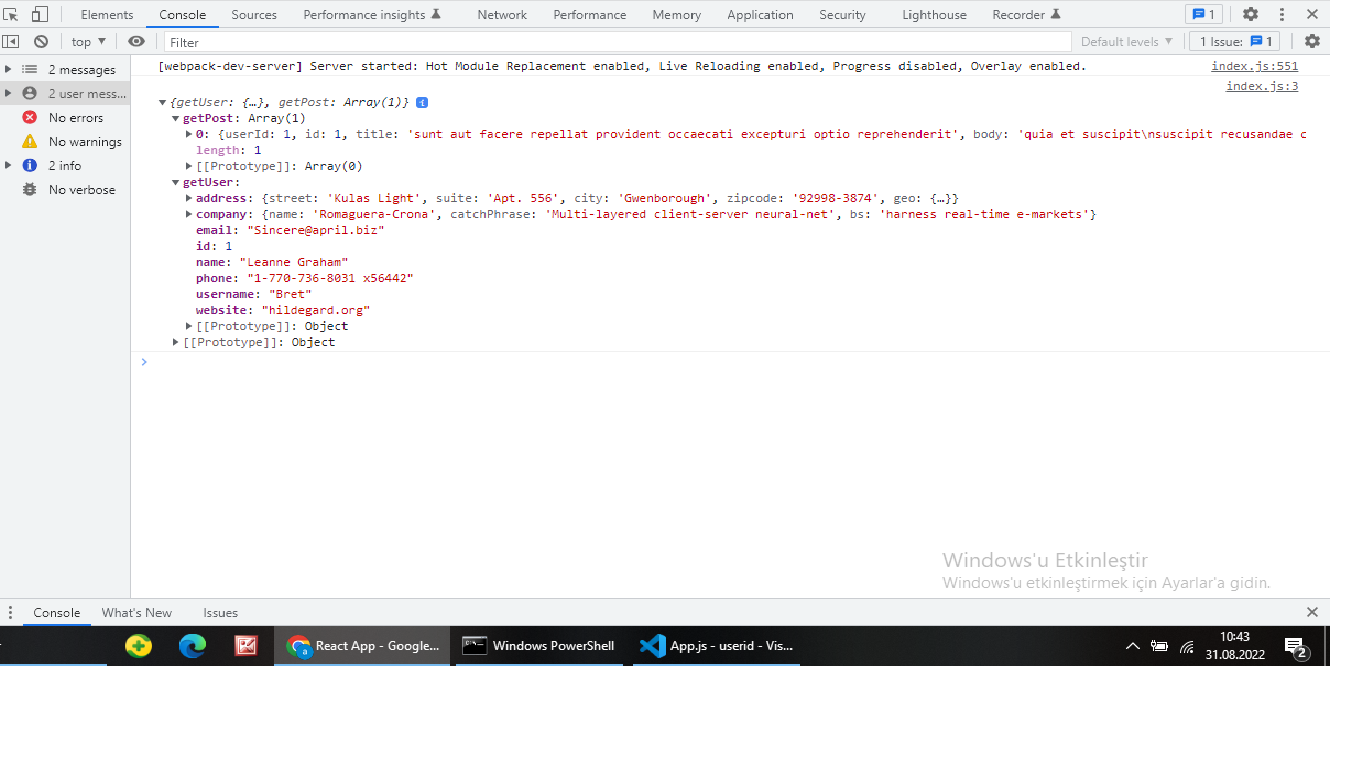 Elements Console Sources Performance insights Network Performance Memory Application Security Lighthouse Recorder 1
top Filter Default levels 1 Issue: 1
2 messages
2 user mess...
No errors
No warnings
2 info
No verbose
[webpack-dev-server] Server started: Hot Module Replacement enabled, Live Reloading enabled, Progress disabled, Overlay enabled. index.js:551
index.js:3
{getUser: {…}, getPost: Array(1)} i
getPost: Array(1)
0: {userId: 1, id: 1, title: 'sunt aut facere repellat provident occaecati excepturi optio reprehenderit', body: 'quia et suscipit\nsuscipit recusandae c
length: 1
[[Prototype]]: Array(0)
getUser:
address: {street: 'Kulas Light', suite: 'Apt. 556', city: 'Gwenborough', zipcode: '92998-3874', geo: {…}}
company: {name: 'Romaguera-Crona', catchPhrase: 'Multi-layered client-server neural-net', bs: 'harness real-time e-markets'}
email: "Sincere@april.biz"
id: 1
name: "Leanne Graham"
phone: "1-770-736-8031 x56442"
username: "Bret"
website: "hildegard.org"
[[Prototype]]: Object
[[Prototype]]: Object
Windows'u Etkinleştir
Windows'u etkinleştirmek için Ayarlar'a gidin.
Console What's New Issues
React App - Google... Windows PowerShell App.js - userid - Vis... 10:43
31.08.2022 2